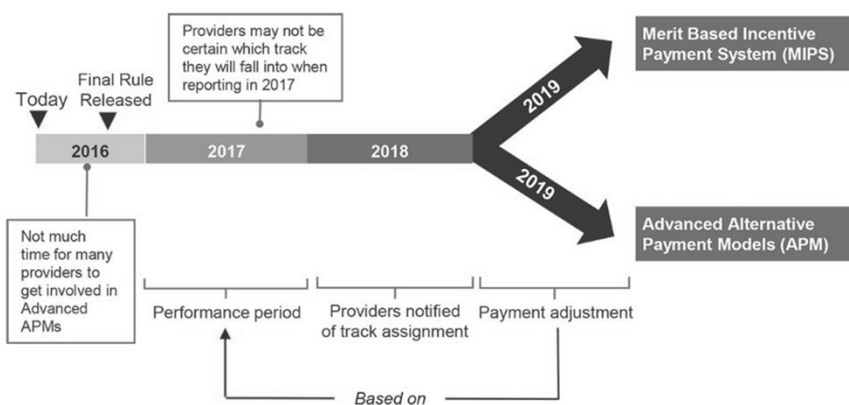 Providers may not be
certain which track
they will fall into when
reporting in 2017
Merit Based Incentive
Payment System (MIPS)
Today
Final Rule
Released
2016
2017
2018
2019
2019
Not much
time for many
providers to
get involved in
Advanced
APMs
Advanced Alternative
Payment Models (APM)
Performance period
Providers notified
of track assignment
Payment adjustment
Based on